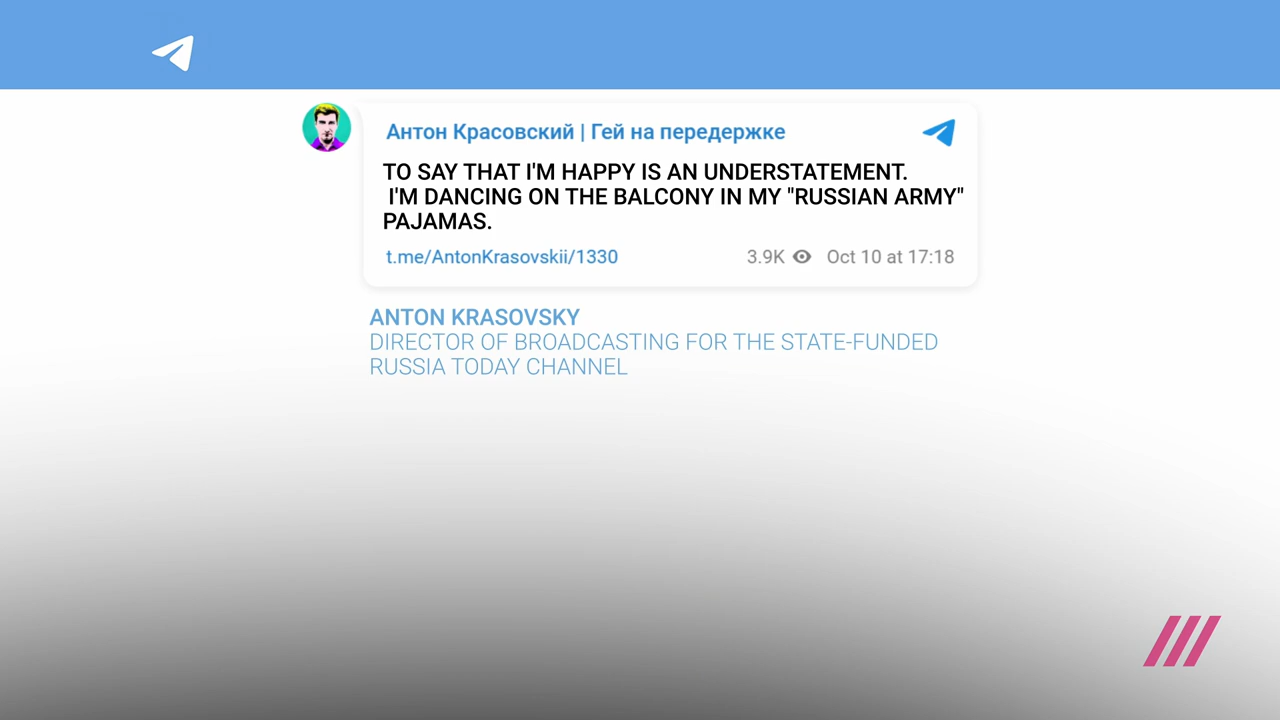 Антон Красовский | Гей на передержке
TO SAY THAT I'M HAPPY IS AN UNDERSTATEMENT.
I'M DANCING ON THE BALCONY IN MY "RUSSIAN ARMY"
PAJAMAS.
t.me/AntonKrasovskii/1330 3.9K Oct 10 at 17:18
ANTON KRASOVSKY
DIRECTOR OF BROADCASTING FOR THE STATE-FUNDED
RUSSIA TODAY CHANNEL